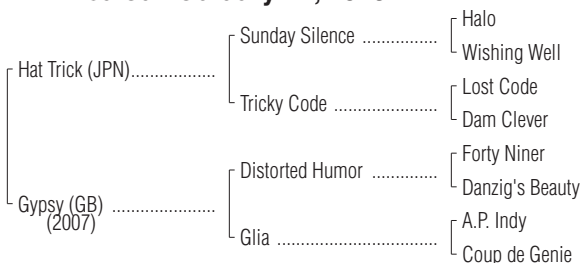 Halo
Sunday Silence ................
Wishing Well
Hat Trick (JPN)..................
Lost Code
Tricky Code ......................
Dam Clever
Forty Niner
Distorted Humor ..............
Danzig's Beauty
Gypsy (GB) ......................
(2007)
A.P. Indy
Glia ..................................
Coup de Genie